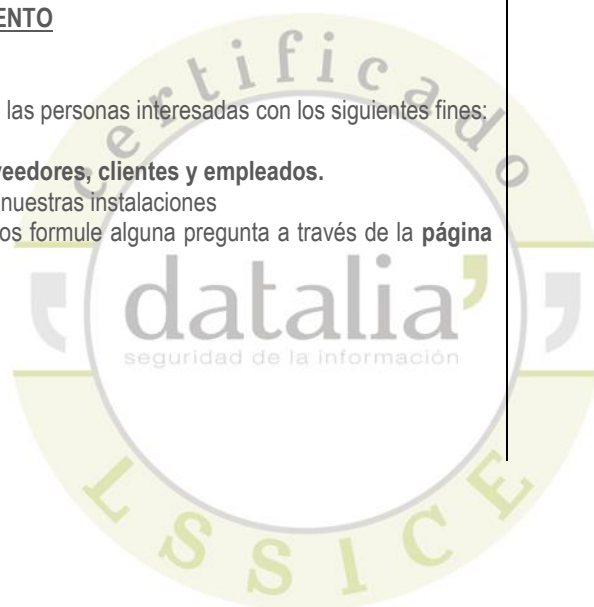 ENTO
las personas interesadas con los siguientes fines:
veedores, clientes y empleados.
nuestras instalaciones
os formule alguna pregunta a través de la página
certificado
datalia
seguridad de la información
LSSICE